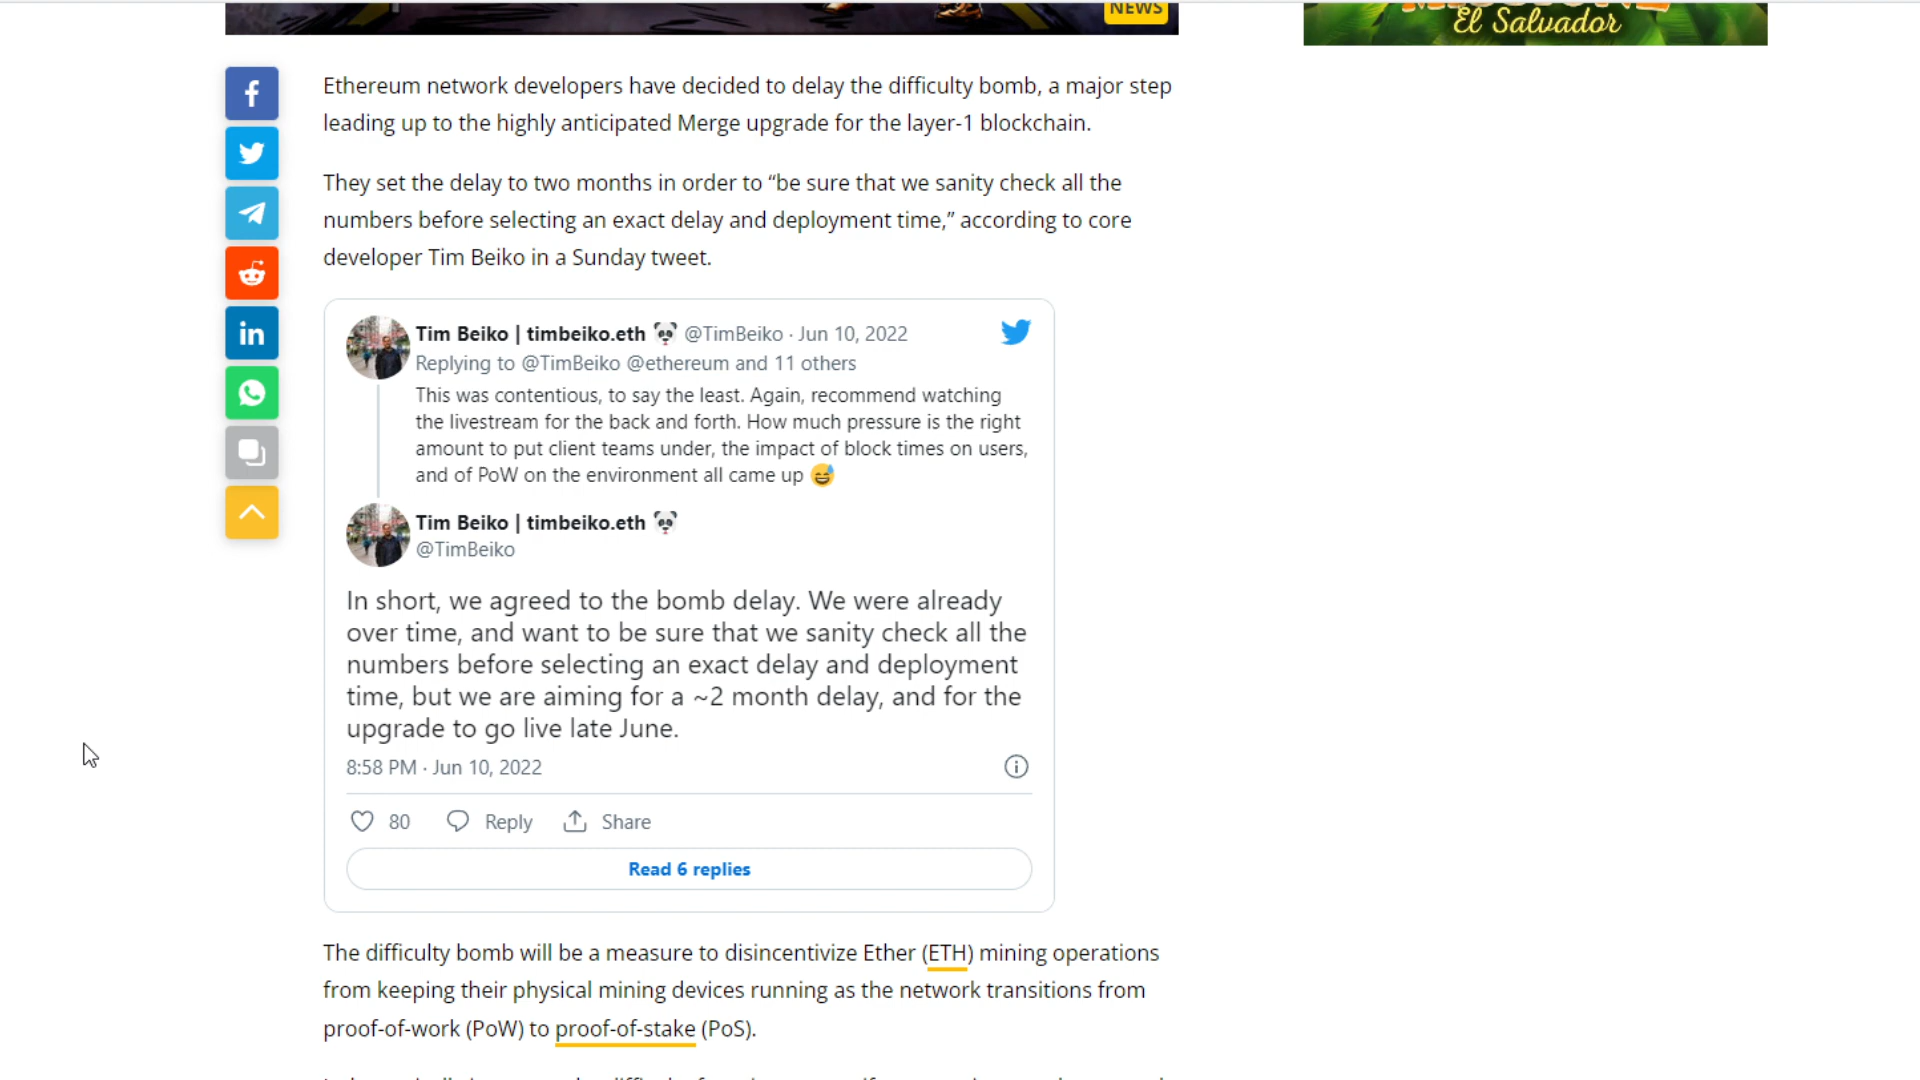 NEWS
El Salvador
Ethereum network developers have decided to delay the difficulty bomb, a major step
leading up to the highly anticipated Merge upgrade for the layer-1 blockchain.
They set the delay to two months in order to “be sure that we sanity check all the
numbers before selecting an exact delay and deployment time,” according to core
developer Tim Beiko in a Sunday tweet.
Tim Beiko | timbeiko.eth 🐼 @TimBeiko · Jun 10, 2022
Replying to @TimBeiko @ethereum and 11 others
This was contentious, to say the least. Again, recommend watching
the livestream for the back and forth. How much pressure is the right
amount to put client teams under, the impact of block times on users,
and of PoW on the environment all came up 😅
Tim Beiko | timbeiko.eth 🐼
@TimBeiko
In short, we agreed to the bomb delay. We were already
over time, and want to be sure that we sanity check all the
numbers before selecting an exact delay and deployment
time, but we are aiming for a ~2 month delay, and for the
upgrade to go live late June.
8:58 PM · Jun 10, 2022
80 Reply Share
Read 6 replies
The difficulty bomb will be a measure to disincentivize Ether (ETH) mining operations
from keeping their physical mining devices running as the network transitions from
proof-of-work (PoW) to proof-of-stake (PoS).